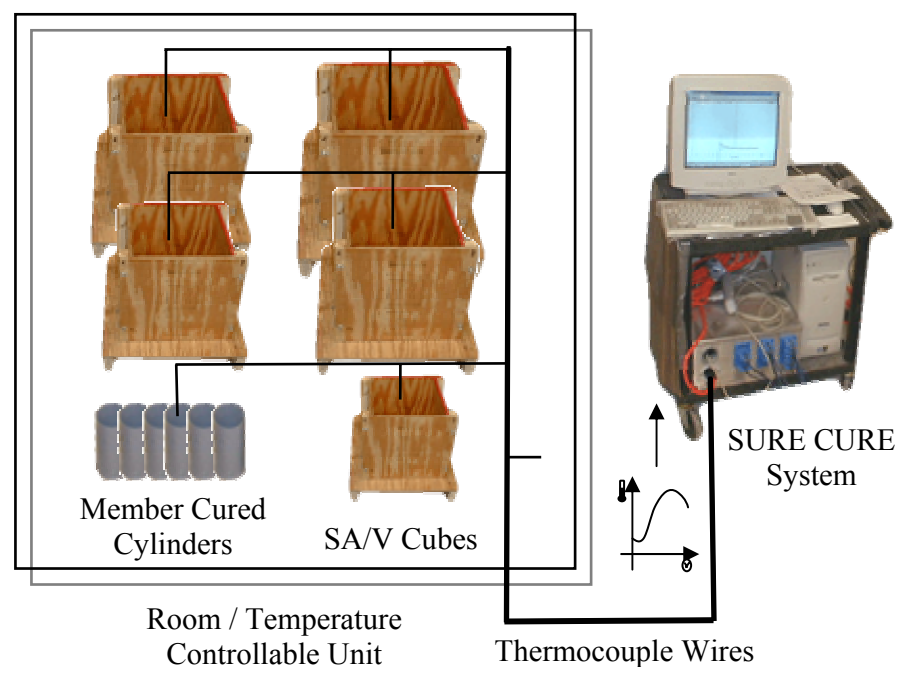 SURE CURE
System
Member Cured
Cylinders
SA/V Cubes
Room / Temperature
Controllable Unit
Thermocouple Wires